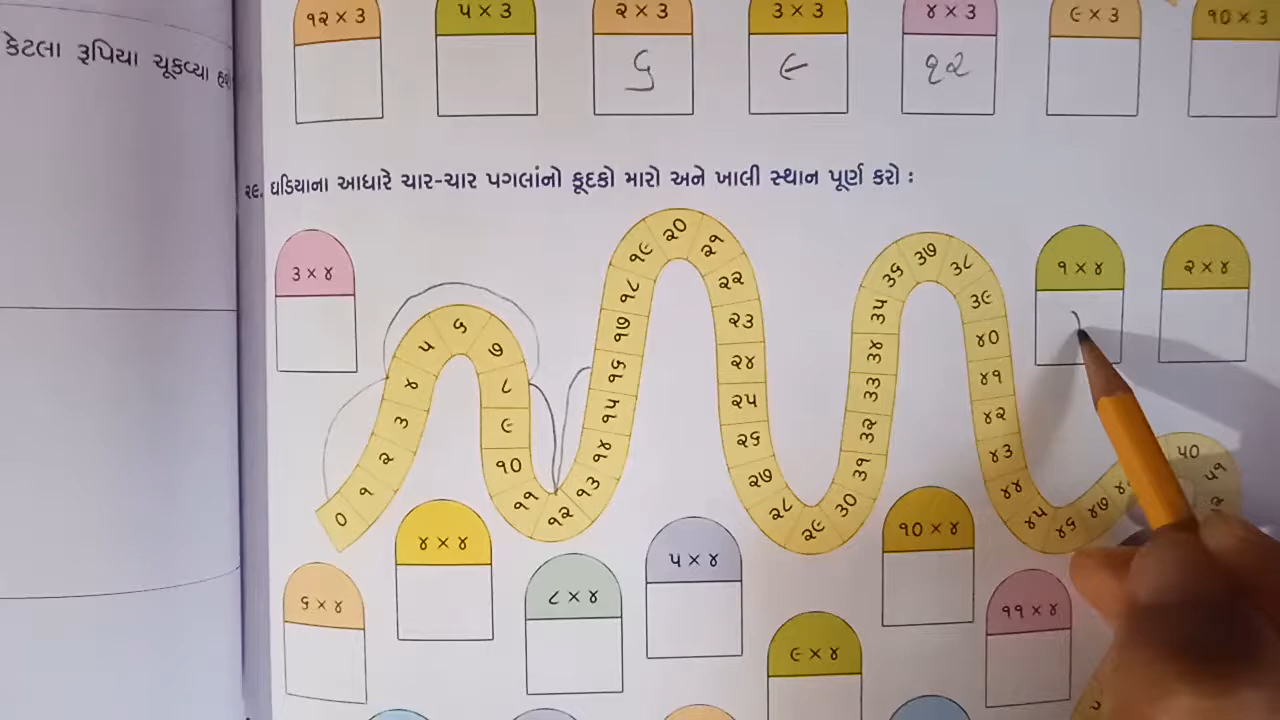 કેટલા રૂપિયા ચૂકવ્યા
૧૨ × ૩
૫ × ૩
૨ × ૩
૩ × ૩
૪ × ૩
૯ × ૩
૧૦ × ૩
૬
૯
૧૨
૨૯. ઘડિયાના આધારે ચાર-ચાર પગલાંનો કૂદકો મારો અને ખાલી સ્થાન પૂર્ણ કરો :
૩ × ૪
૧ × ૪
૨ × ૪
૦ ૧ ૨ ૩ ૪ ૫ ૬ ૭ ૮ ૯ ૧૦ ૧૧ ૧૨ ૧૩ ૧૪ ૧૫ ૧૬ ૧૭ ૧૮ ૧૯ ૨૦ ૨૧ ૨૨ ૨૩ ૨૪ ૨૫ ૨૬ ૨૭ ૨૮ ૨૯ ૩૦ ૩૧ ૩૨ ૩૩ ૩૪ ૩૫ ૩૬ ૩૭ ૩૮ ૩૯ ૪૦ ૪૧ ૪૨ ૪૩ ૪૪ ૪૫ ૪૬ ૪૭ ૫૦ ૫૧
૪ × ૪
૫ × ૪
૧૦ × ૪
૬ × ૪
૮ × ૪
૯ × ૪
૧૧ × ૪